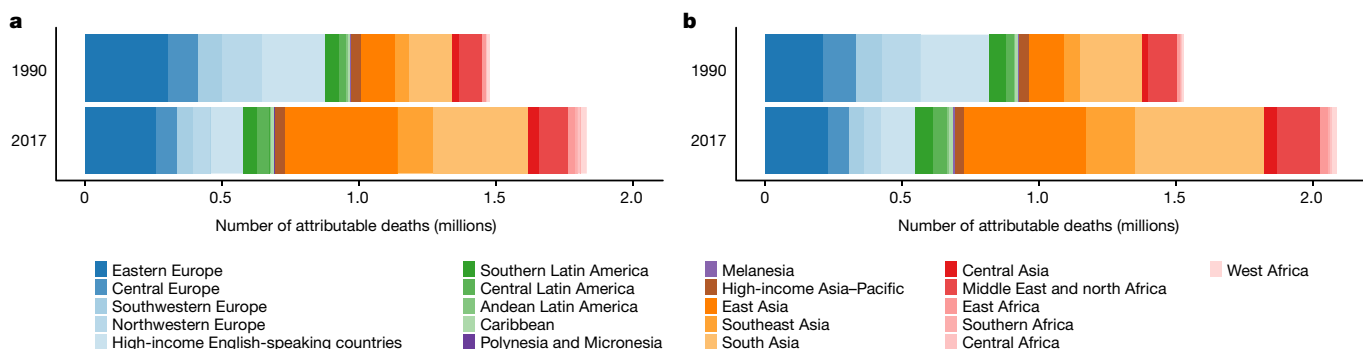 a
1990
2017
0 0.5 1.0 1.5 2.0
Number of attributable deaths (millions)
b
1990
2017
0 0.5 1.0 1.5 2.0
Number of attributable deaths (millions)
Eastern Europe
Central Europe
Southwestern Europe
Northwestern Europe
High-income English-speaking countries
Southern Latin America
Central Latin America
Andean Latin America
Caribbean
Polynesia and Micronesia
Melanesia
High-income Asia–Pacific
East Asia
Southeast Asia
South Asia
Central Asia
Middle East and north Africa
East Africa
Southern Africa
Central Africa
West Africa